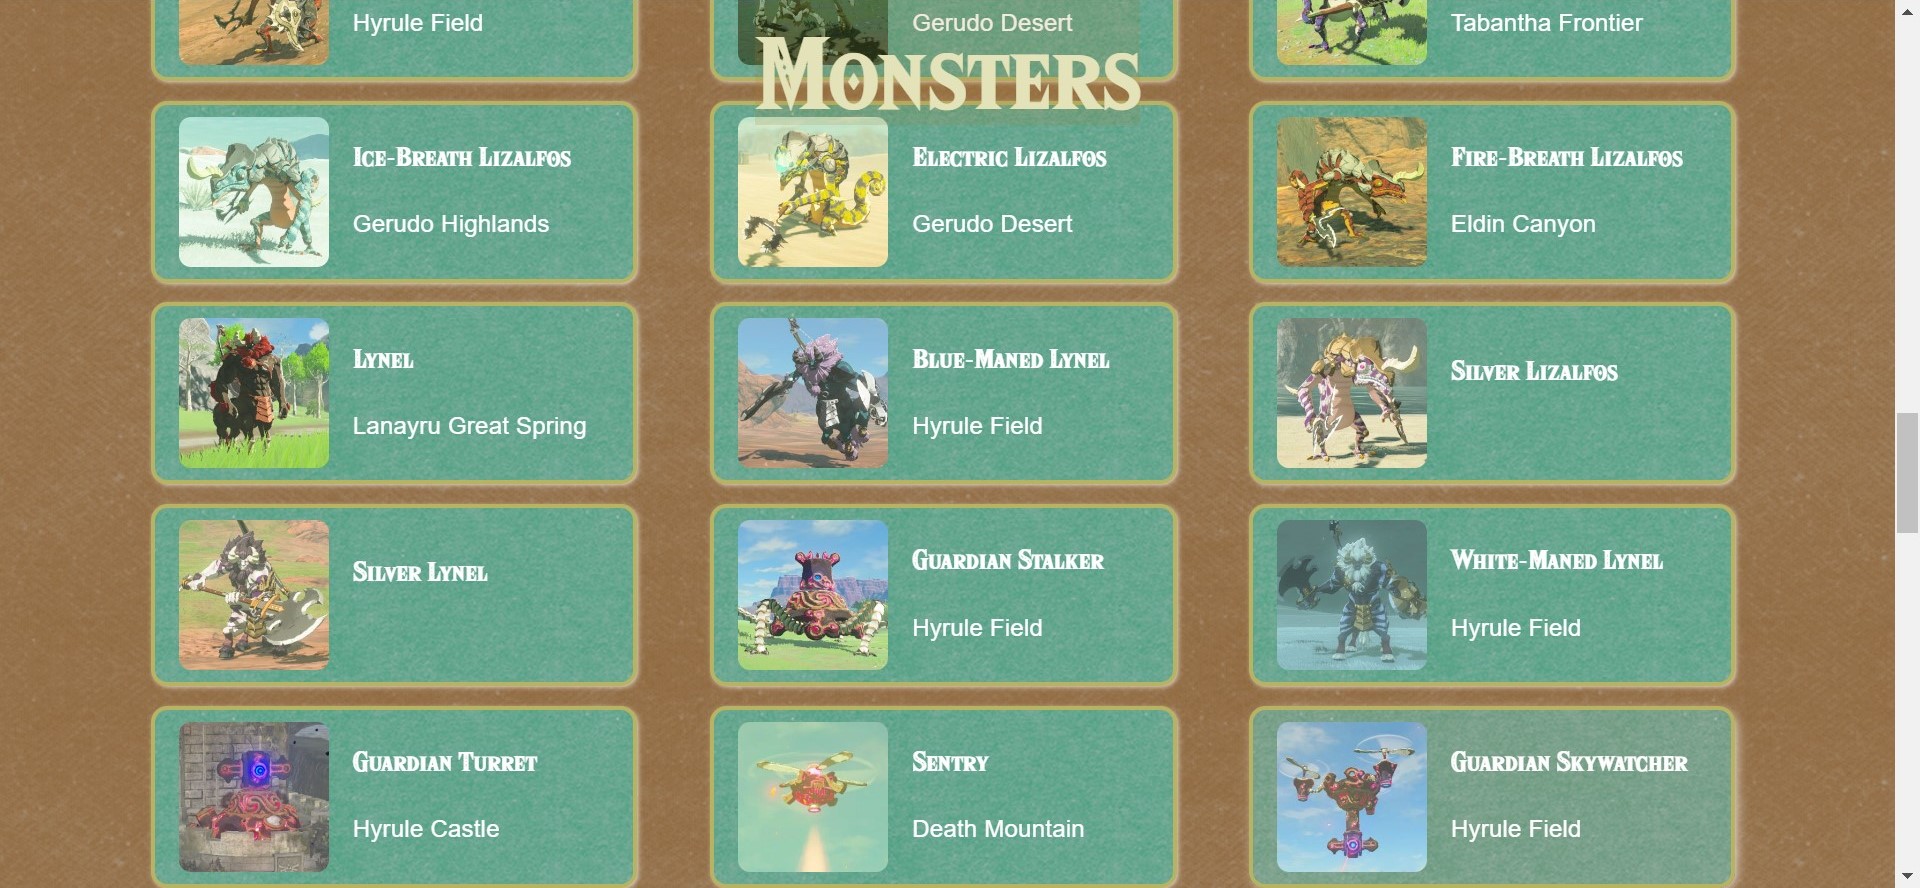 Hyrule Field
Gerudo Desert
Tabantha Frontier
Monsters
Ice-Breath Lizalfos
Gerudo Highlands
Electric Lizalfos
Gerudo Desert
Fire-Breath Lizalfos
Eldin Canyon
Lynel
Lanayru Great Spring
Blue-Maned Lynel
Hyrule Field
Silver Lizalfos
Silver Lynel
Guardian Stalker
Hyrule Field
White-Maned Lynel
Hyrule Field
Guardian Turret
Hyrule Castle
Sentry
Death Mountain
Guardian Skywatcher
Hyrule Field